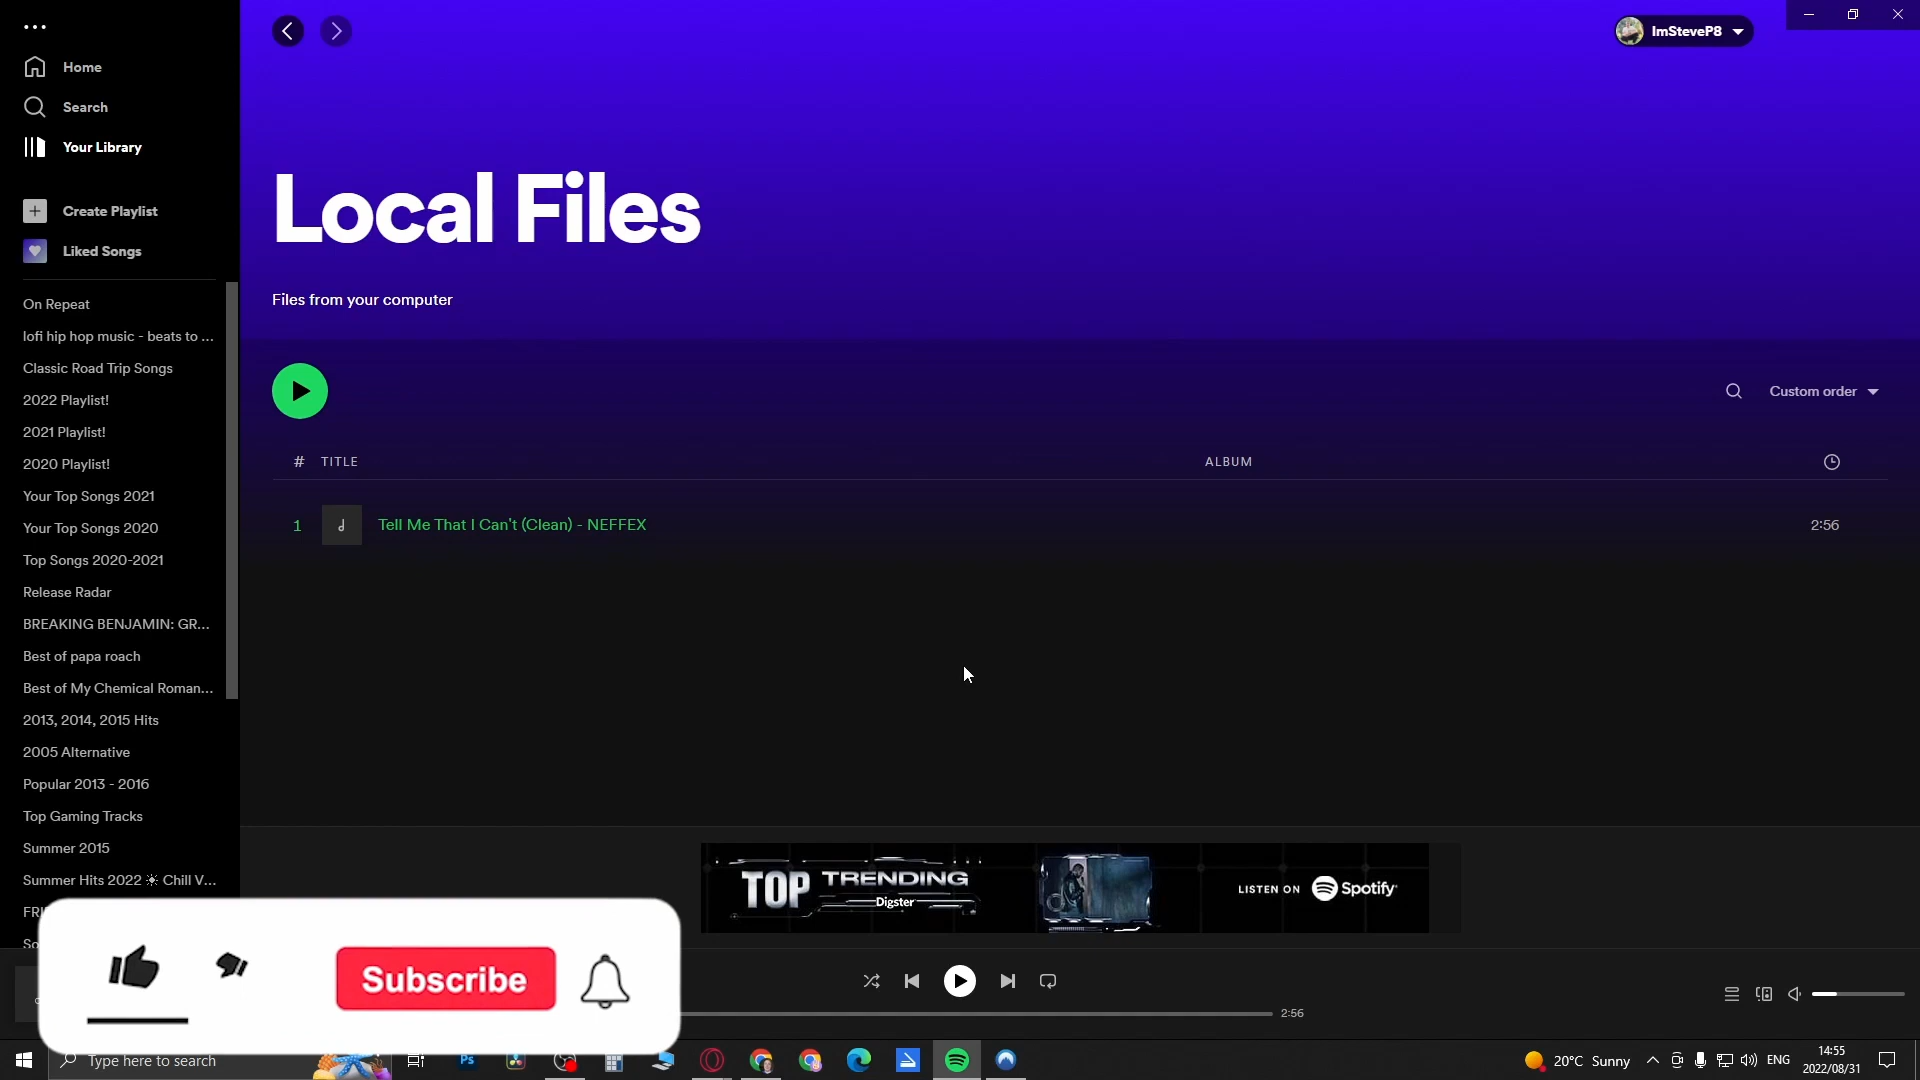 Home
Search
Your Library
Create Playlist
Liked Songs
On Repeat
lofi hip hop music - beats to ...
Classic Road Trip Songs
2022 Playlist!
2021 Playlist!
2020 Playlist!
Your Top Songs 2021
Your Top Songs 2020
Top Songs 2020-2021
Release Radar
BREAKING BENJAMIN: GR...
Best of papa roach
Best of My Chemical Roman...
2013, 2014, 2015 Hits
2005 Alternative
Popular 2013 - 2016
Top Gaming Tracks
Summer 2015
Summer Hits 2022 ☀ Chill V...
ImSteveP8
Local Files
Files from your computer
Custom order
# TITLE ALBUM
1 Tell Me That I Can't (Clean) - NEFFEX 2:56
TOP TRENDING
Digster
LISTEN ON Spotify
Subscribe
2:56
Type here to search
Ps
20°C Sunny
ENG
14:55
2022/08/31